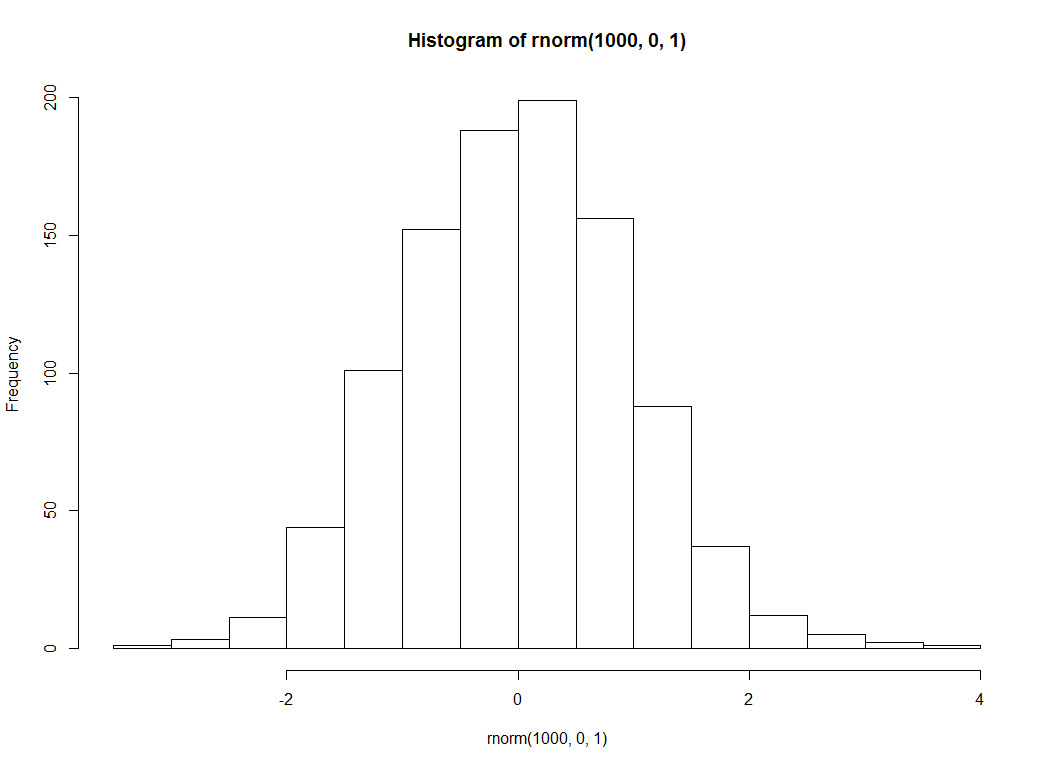 Histogram of rnorm(1000, 0, 1)
200
150
100
50
0
Frequency
-2 0 2 4
rnorm(1000, 0, 1)